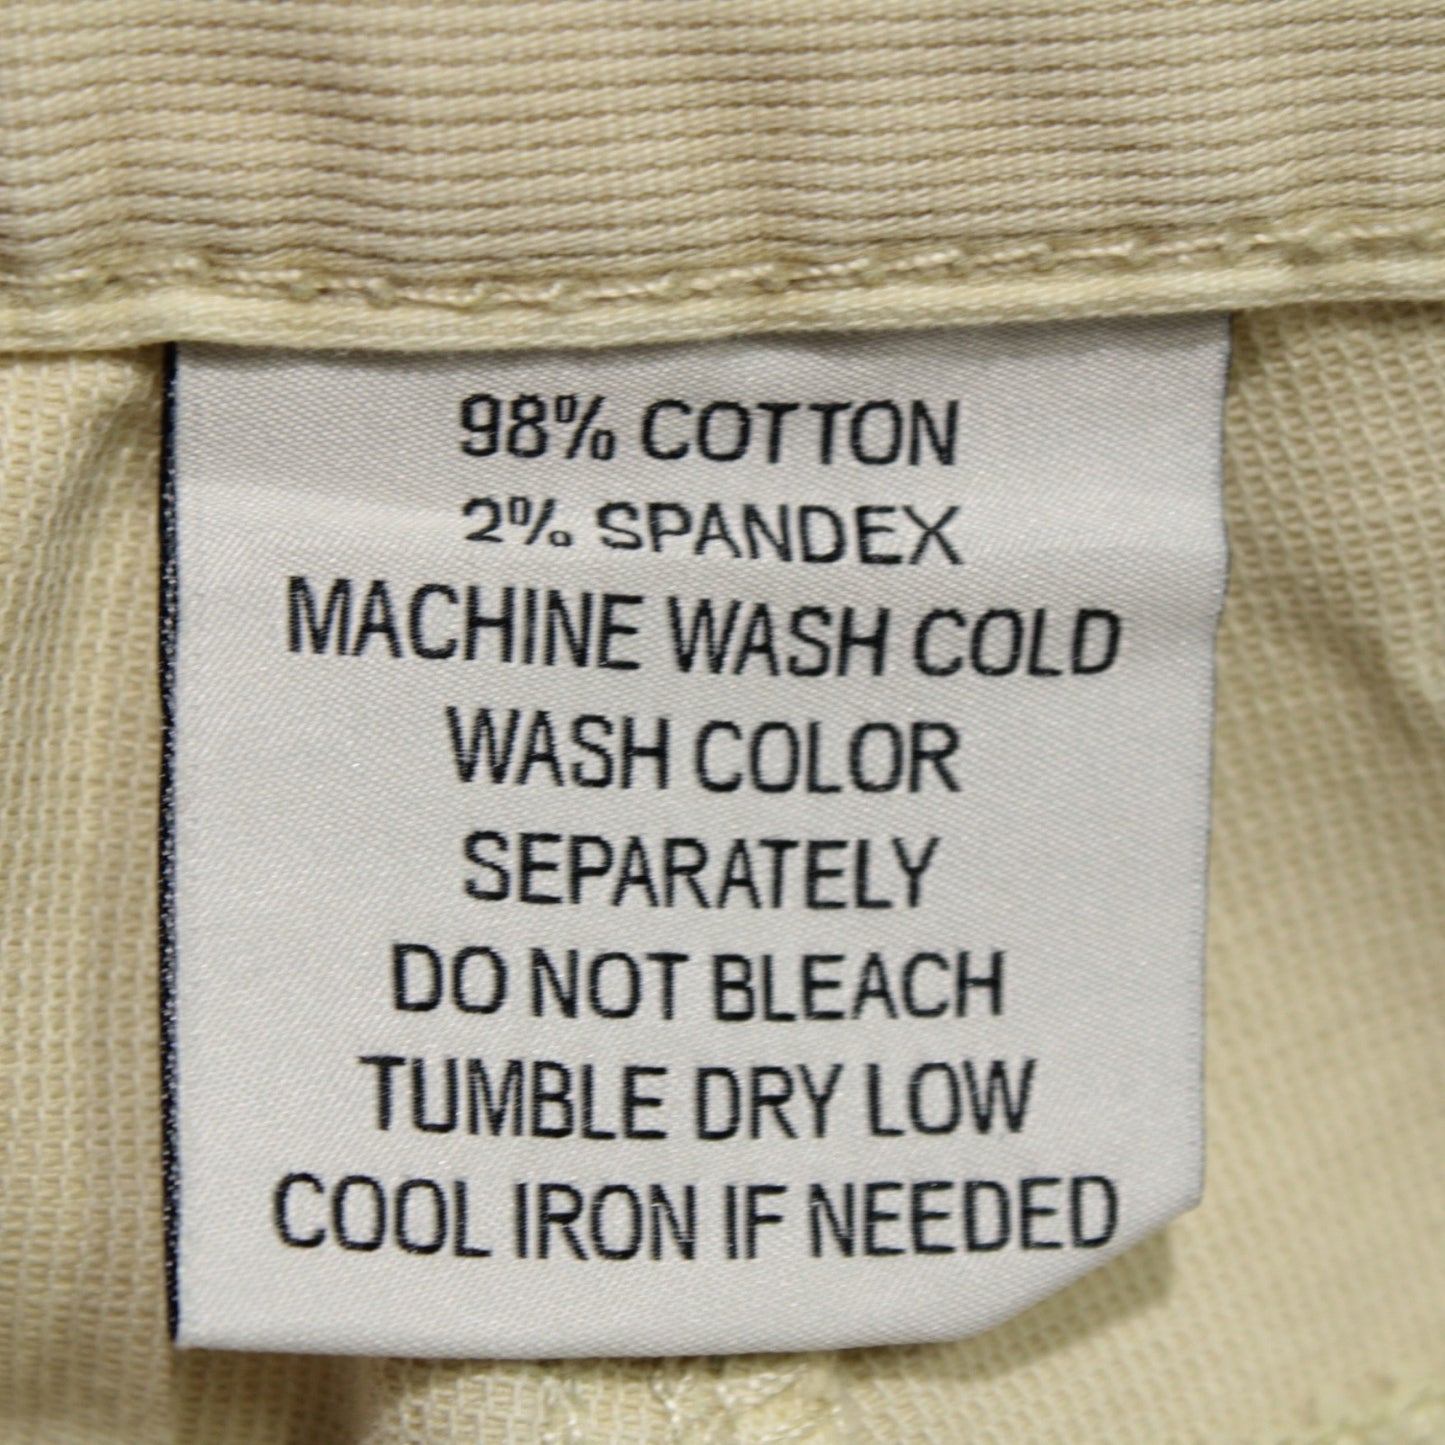 98% COTTON
2% SPANDEX
MACHINE WASH COLD
WASH COLOR
SEPARATELY
DO NOT BLEACH
TUMBLE DRY LOW
COOL IRON IF NEEDED